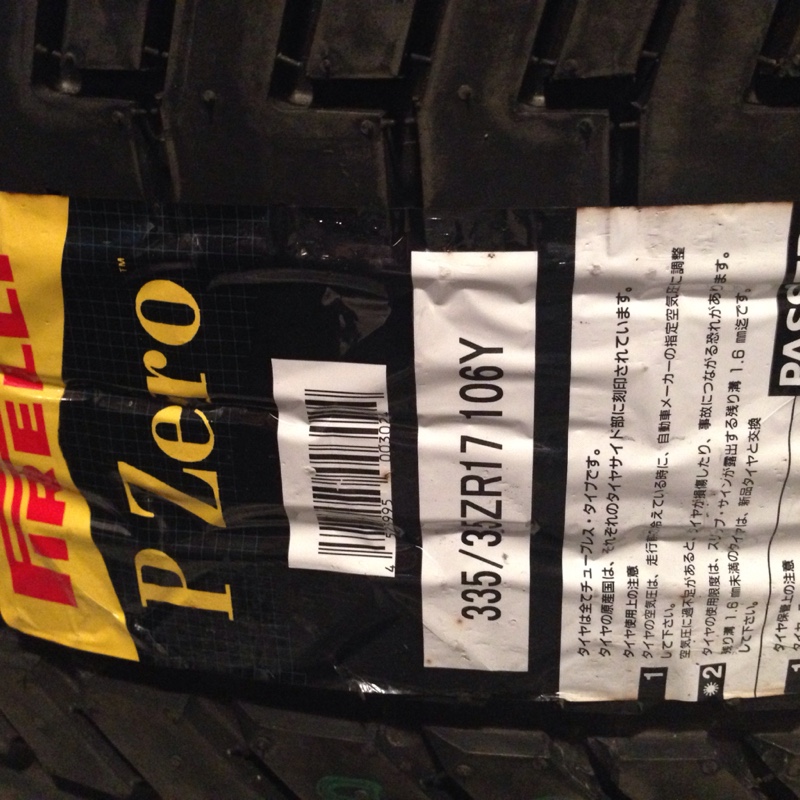 PIRELLI
P Zero™
335/35ZR17 106Y
タイヤは全てチューブレス・タイプです。
タイヤの原産国は、それぞれのタイヤサイド部に刻印されています。
タイヤ使用上の注意
1 タイヤの空気圧は、走行前冷えている時に、自動車メーカーの指定空気圧に調整
して下さい。
空気圧に過不足があると、タイヤが損傷したり、事故につながる恐れがあります。
2 タイヤの使用限度は、スリップ・サインが露出する残り溝 1.6 ㎜迄です。
残り溝 1.6 ㎜未満のタイヤは、新品タイヤと交換
して下さい。
タイヤ保管上の注意
1